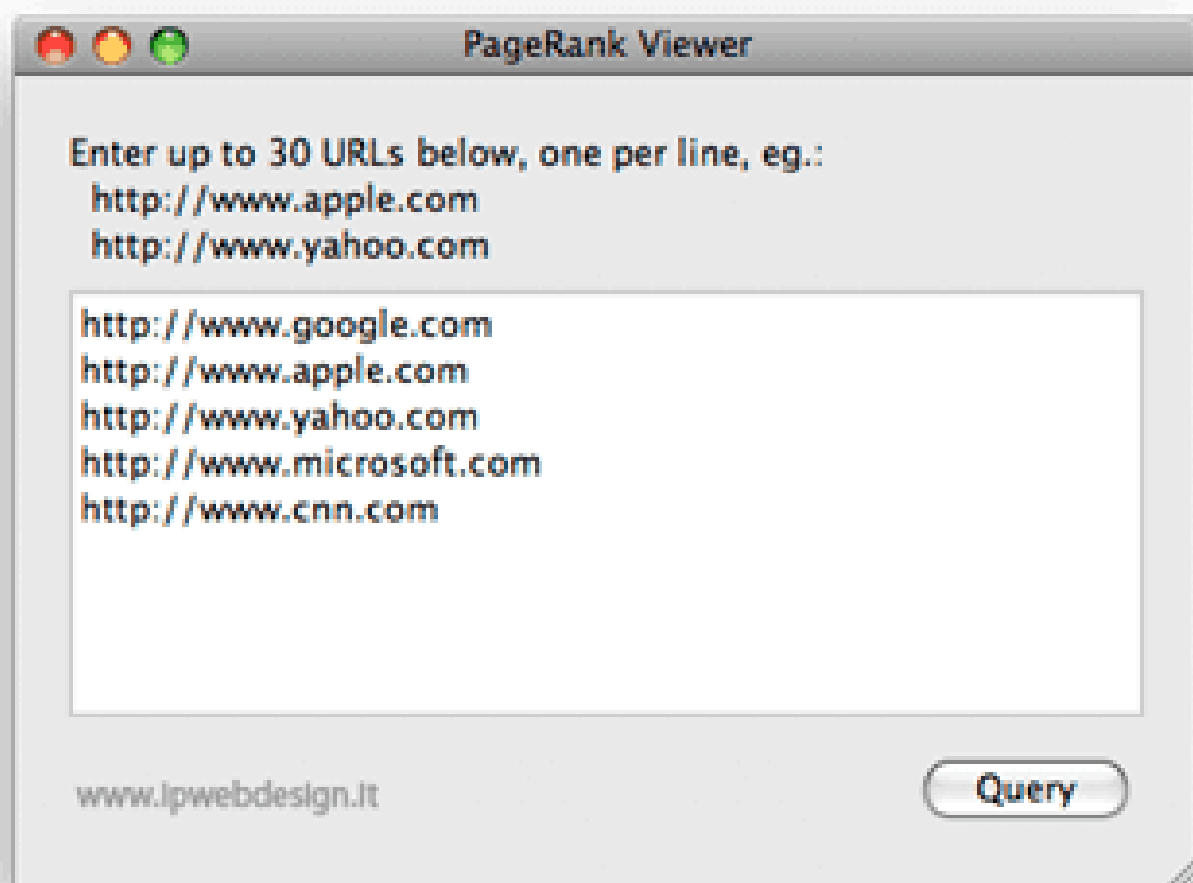 PageRank Viewer
Enter up to 30 URLs below, one per line, eg.:
http://www.apple.com
http://www.yahoo.com
http://www.google.com
http://www.apple.com
http://www.yahoo.com
http://www.microsoft.com
http://www.cnn.com
www.ipwebdesign.it
Query